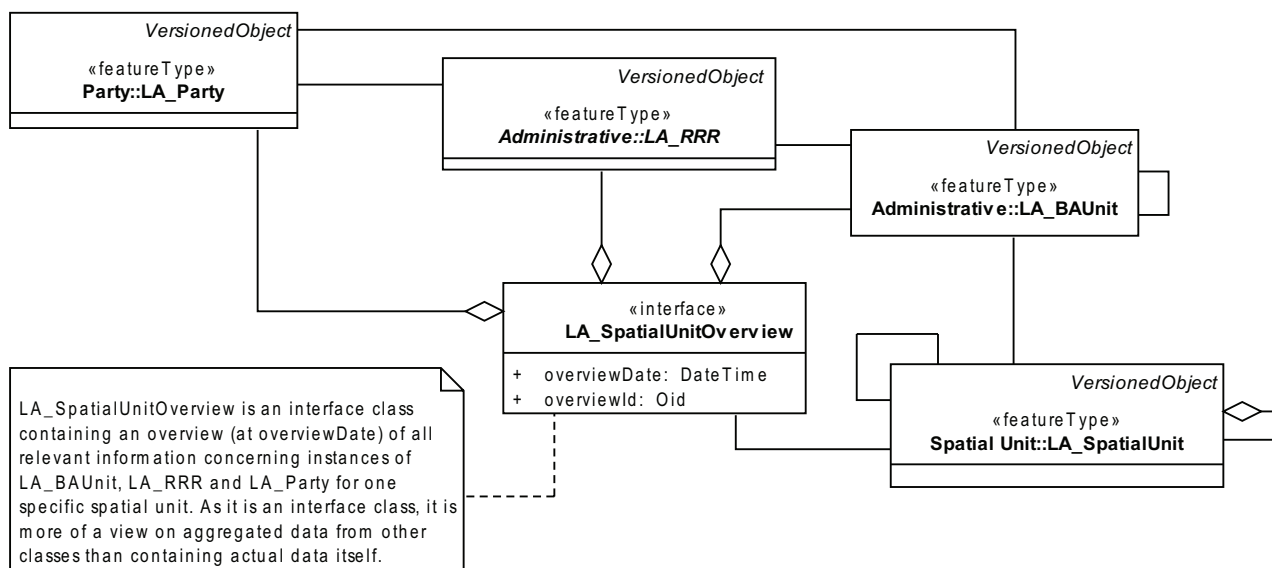 VersionedObject
«featureType»
Party::LA_Party
VersionedObject
«featureType»
Administrative::LA_RRR
VersionedObject
«featureType»
Administrative::LA_BAUnit
«interface»
LA_SpatialUnitOverview
+ overviewDate: DateTime
+ overviewId: Oid
VersionedObject
«featureType»
Spatial Unit::LA_SpatialUnit
LA_SpatialUnitOverview is an interface class
containing an overview (at overviewDate) of all
relevant information concerning instances of
LA_BAUnit, LA_RRR and LA_Party for one
specific spatial unit. As it is an interface class, it is
more of a view on aggregated data from other
classes than containing actual data itself.